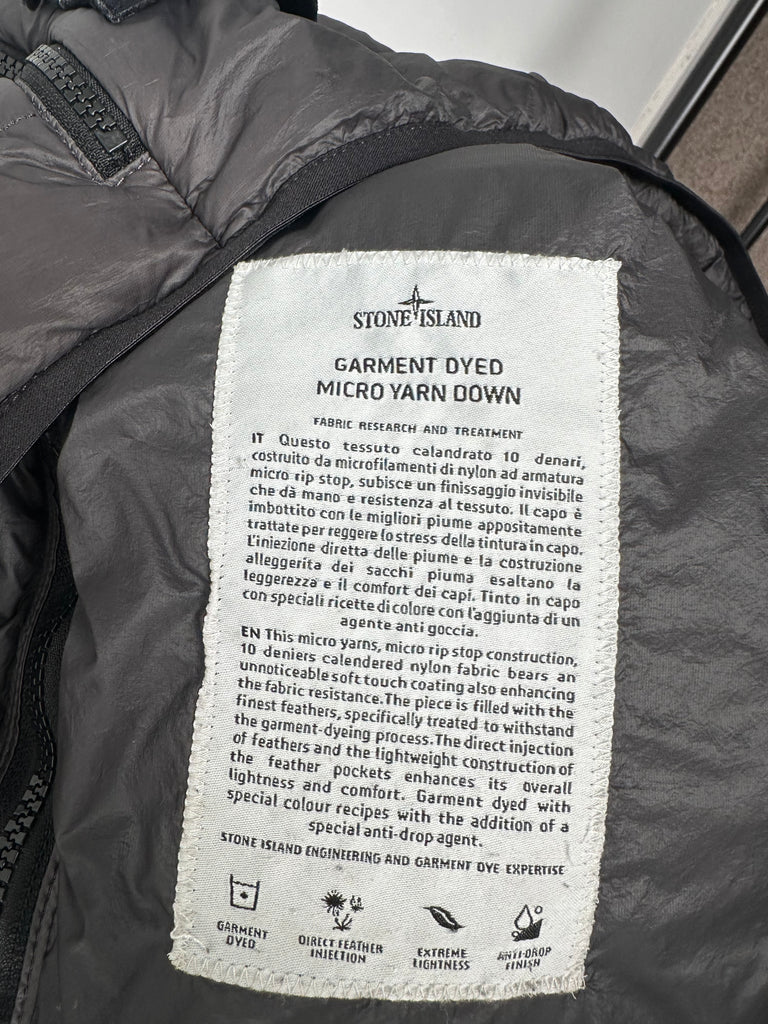 STONE ISLAND
GARMENT DYED
MICRO YARN DOWN
FABRIC RESEARCH AND TREATMENT
IT Questo tessuto calandrato 10 denari,
costruito da microfilamenti di nylon ad armatura
micro rip stop, subisce un finissaggio invisibile
che dà mano e resistenza al tessuto. Il capo è
imbottito con le migliori piume appositamente
trattate per reggere lo stress della tintura in capo.
L'iniezione diretta delle piume e la costruzione
alleggerita dei sacchi piuma esaltano la
leggerezza e il comfort dei capi. Tinto in capo
con speciali ricette di colore con l'aggiunta di un
agente anti goccia.
EN This micro yarns, micro rip stop construction,
10 deniers calendered nylon fabric bears an
unnoticeable soft touch coating also enhancing
the fabric resistance. The piece is filled with the
finest feathers, specifically treated to withstand
the garment-dyeing process. The direct injection
of feathers and the lightweight construction of
the feather pockets enhances its overall
lightness and comfort. Garment dyed with
special colour recipes with the addition of a
special anti-drop agent.
STONE ISLAND ENGINEERING AND GARMENT DYE EXPERTISE
GARMENT DYED
DIRECT FEATHER INJECTION
EXTREME LIGHTNESS
ANTI-DROP FINISH